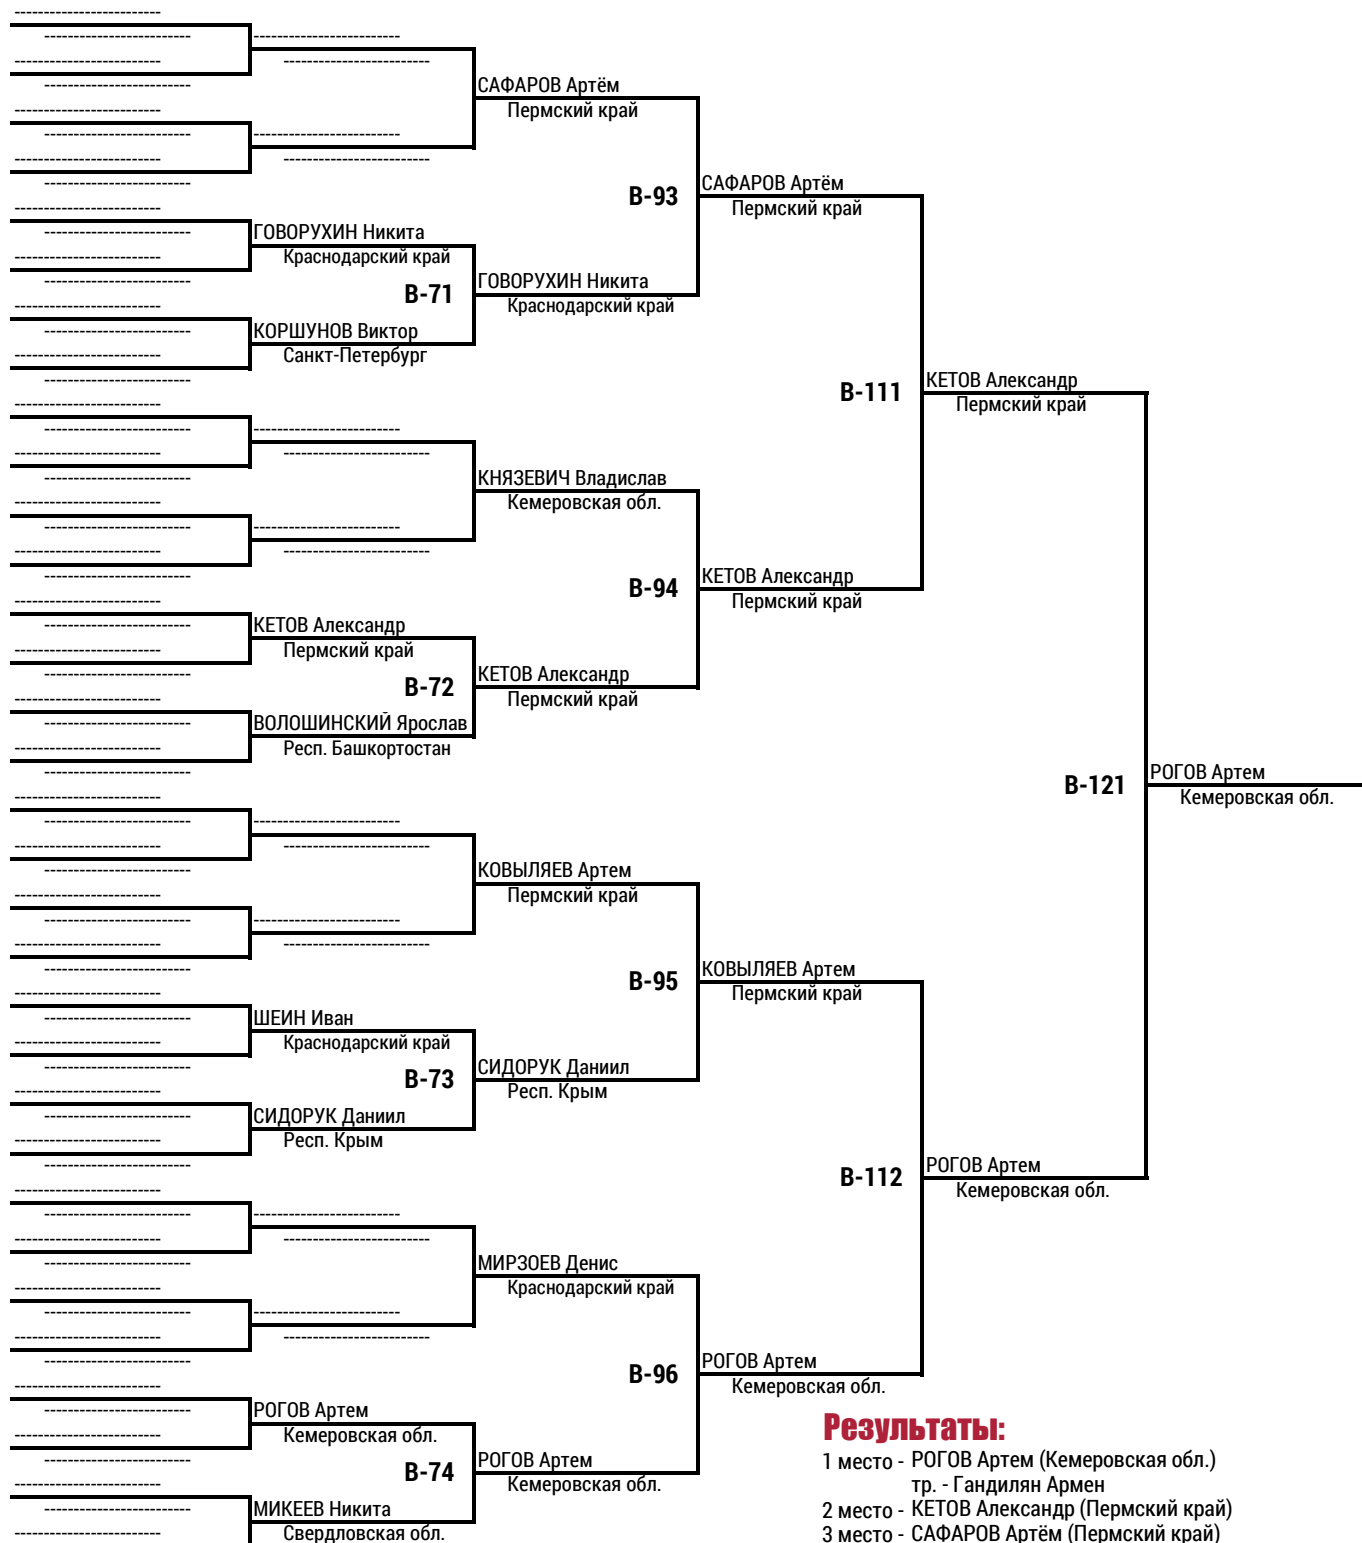 САФАРОВ Артём
Пермский край
B-93
САФАРОВ Артём
Пермский край
ГОВОРУХИН Никита
Краснодарский край
B-71
ГОВОРУХИН Никита
Краснодарский край
КОРШУНОВ Виктор
Санкт-Петербург
B-111
КЕТОВ Александр
Пермский край
КНЯЗЕВИЧ Владислав
Кемеровская обл.
B-94
КЕТОВ Александр
Пермский край
КЕТОВ Александр
Пермский край
B-72
КЕТОВ Александр
Пермский край
ВОЛОШИНСКИЙ Ярослав
Респ. Башкортостан
B-121
РОГОВ Артем
Кемеровская обл.
КОВЫЛЯЕВ Артем
Пермский край
B-95
КОВЫЛЯЕВ Артем
Пермский край
ШЕИН Иван
Краснодарский край
B-73
СИДОРУК Даниил
Респ. Крым
СИДОРУК Даниил
Респ. Крым
B-112
РОГОВ Артем
Кемеровская обл.
МИРЗОЕВ Денис
Краснодарский край
B-96
РОГОВ Артем
Кемеровская обл.
РОГОВ Артем
Кемеровская обл.
B-74
РОГОВ Артем
Кемеровская обл.
МИКЕЕВ Никита
Свердловская обл.
Результаты:
1 место - РОГОВ Артем (Кемеровская обл.)
тр. - Гандилян Армен
2 место - КЕТОВ Александр (Пермский край)
3 место - САФАРОВ Артём (Пермский край)